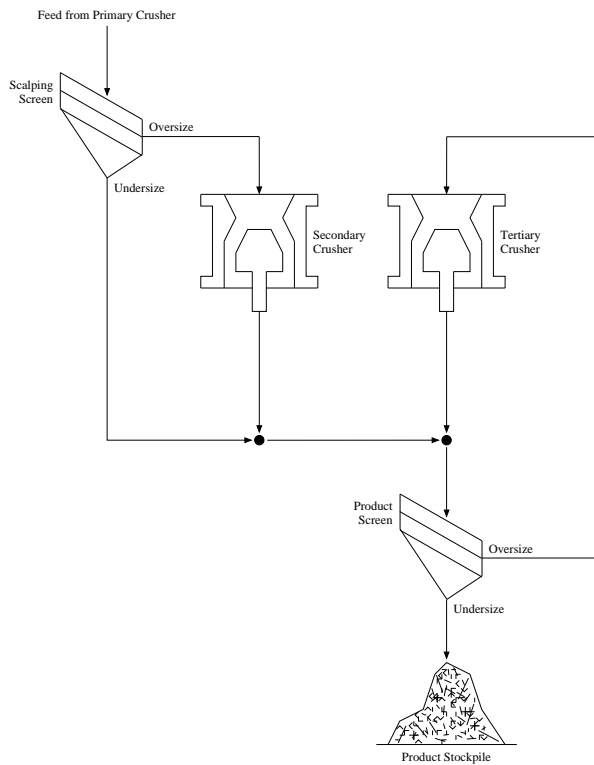 Feed from Primary Crusher
Scalping
Screen
Oversize
Undersize
Secondary
Crusher
Tertiary
Crusher
Product
Screen
Oversize
Undersize
Product Stockpile